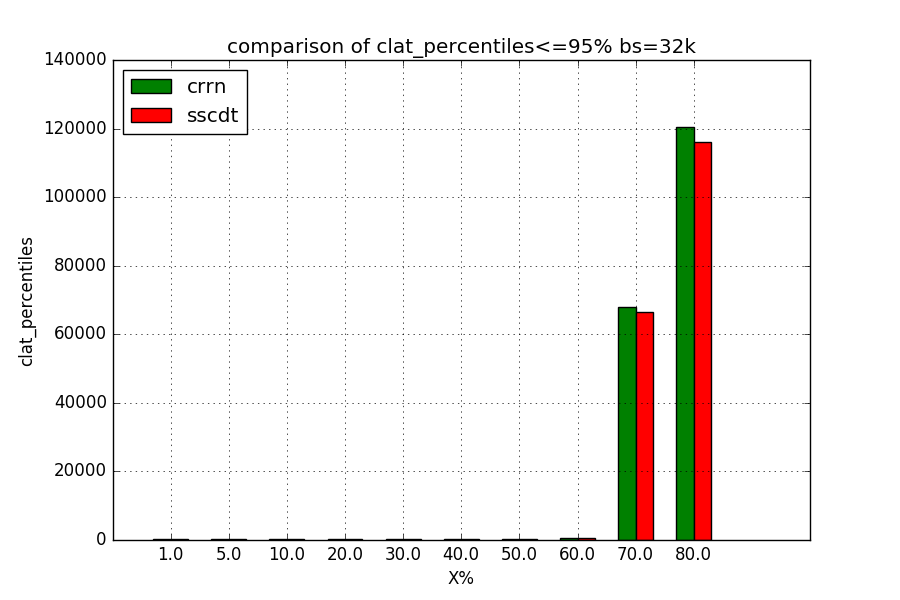 comparison of clat_percentiles<=95% bs=32k
140000
120000
100000
80000
60000
40000
20000
0
clat_percentiles
crrn
sscdt
1.0 5.0 10.0 20.0 30.0 40.0 50.0 60.0 70.0 80.0
X%